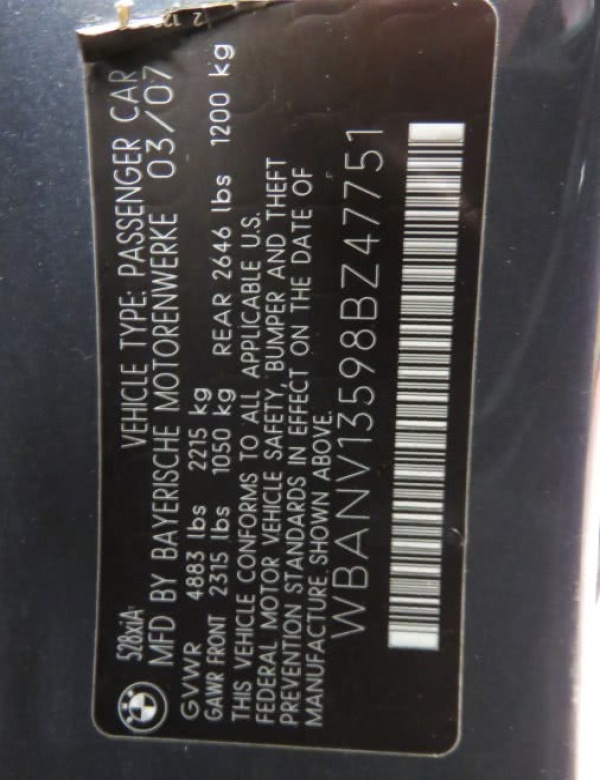 528xiA VEHICLE TYPE: PASSENGER CAR
MFD BY BAYERISCHE MOTORENWERKE 03/07
GVWR 4883 lbs 2215 kg
GAWR FRONT 2315 lbs 1050 kg REAR 2646 lbs 1200 kg
THIS VEHICLE CONFORMS TO ALL APPLICABLE U.S.
FEDERAL MOTOR VEHICLE SAFETY, BUMPER AND THEFT
PREVENTION STANDARDS IN EFFECT ON THE DATE OF
MANUFACTURE SHOWN ABOVE.
WBANV13598BZ47751